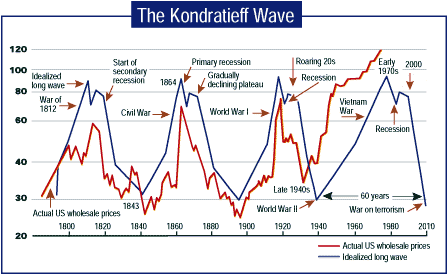 The Kondratieff Wave
120
100
80
60
40
30
20
Idealized
long wave
War of
1812
Start of
secondary
recession
Actual US wholesale prices
1843
1864
Primary recession
Gradually
declining plateau
Civil War
World War I
Roaring 20s
Recession
Late 1940s
World War II
Vietnam
War
Early
1970s
2000
Recession
60 years
War on terrorism
1800
1820
1840
1860
1880
1900
1920
1940
1960
1980
2010
Actual US wholesale prices
Idealized long wave